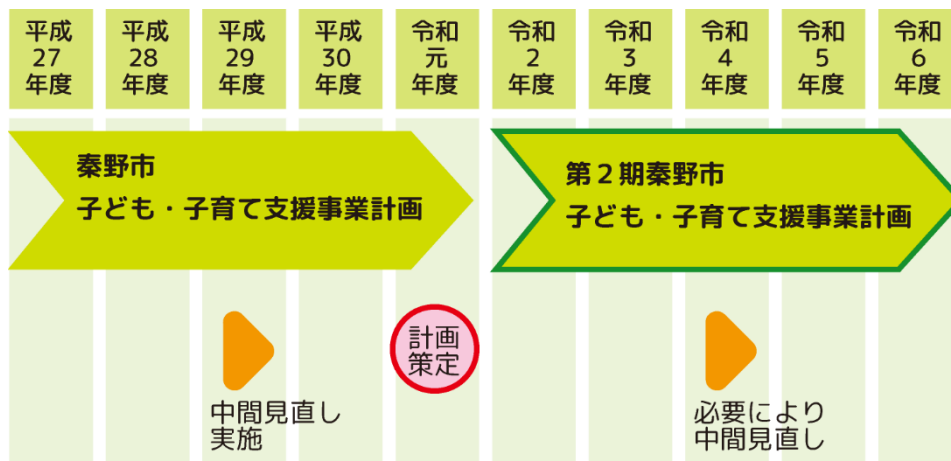 平成
27
年度
平成
28
年度
平成
29
年度
平成
30
年度
令和
元
年度
令和
2
年度
令和
3
年度
令和
4
年度
令和
5
年度
令和
6
年度
秦野市
子ども・子育て支援事業計画
第２期秦野市
子ども・子育て支援事業計画
中間見直し
実施
計画
策定
必要により
中間見直し